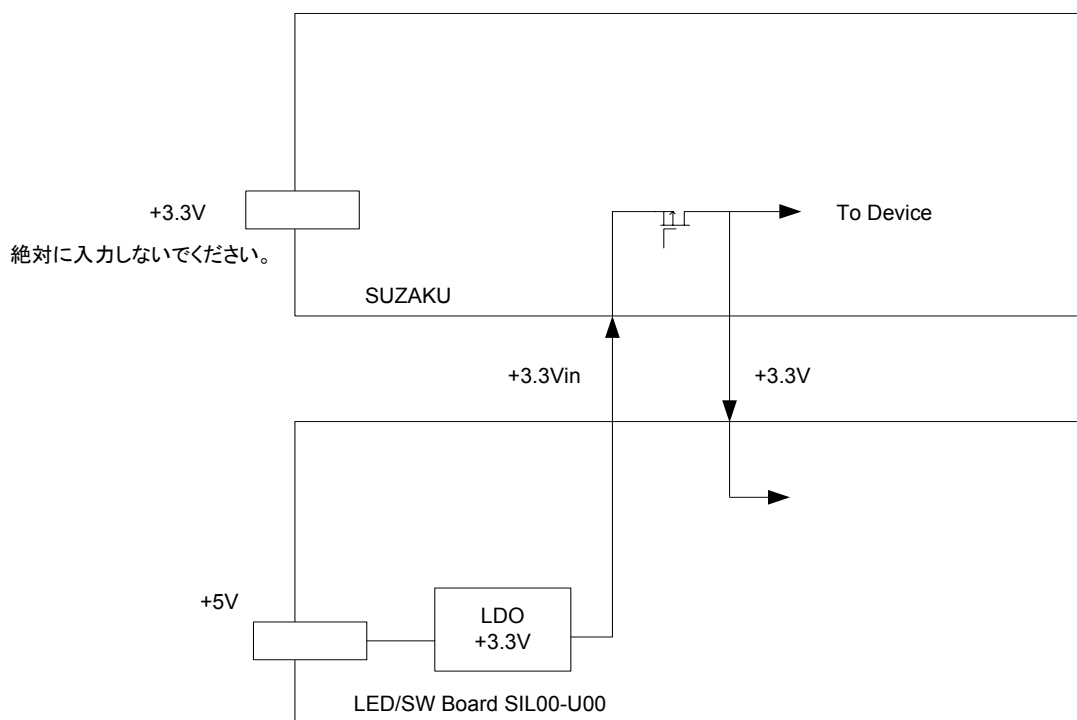 +3.3V
絶対に入力しないでください。
To Device
SUZAKU
+3.3Vin
+3.3V
+5V
LDO
+3.3V
LED/SW Board SIL00-U00